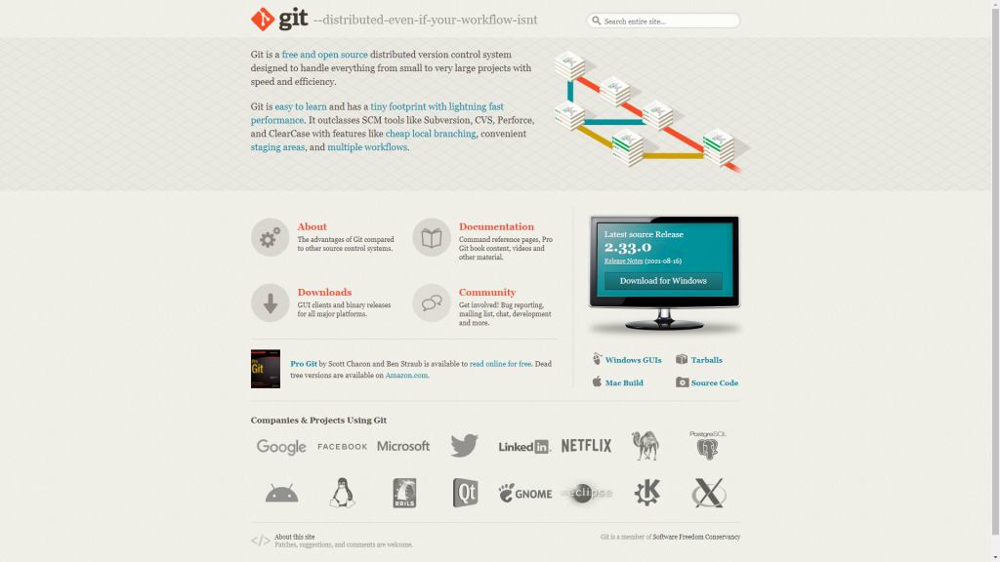 git --distributed-even-if-your-workflow-isnt
Search entire site...
Git is a free and open source distributed version control system
designed to handle everything from small to very large projects with
speed and efficiency.
Git is easy to learn and has a tiny footprint with lightning fast
performance. It outclasses SCM tools like Subversion, CVS, Perforce,
and ClearCase with features like cheap local branching, convenient
staging areas, and multiple workflows.
About
The advantages of Git compared
to other source control systems.
Documentation
Command reference pages, Pro
Git book content, videos and
other material.
Downloads
GUI clients and binary releases
for all major platforms.
Community
Get involved! Bug reporting,
mailing list, chat, development
and more.
Latest source Release
2.33.0
Release Notes (2021-08-16)
Download for Windows
Windows GUIs
Tarballs
Mac Build
Source Code
Pro
Git
Pro Git by Scott Chacon and Ben Straub is available to read online for free. Dead
tree versions are available on Amazon.com.
Companies & Projects Using Git
Google
FACEBOOK
Microsoft
Linked in
NETFLIX
PostgreSQL
RAILS
Qt
GNOME
eclipse
K
X
</> About this site
Patches, suggestions, and comments are welcome.
Git is a member of Software Freedom Conservancy